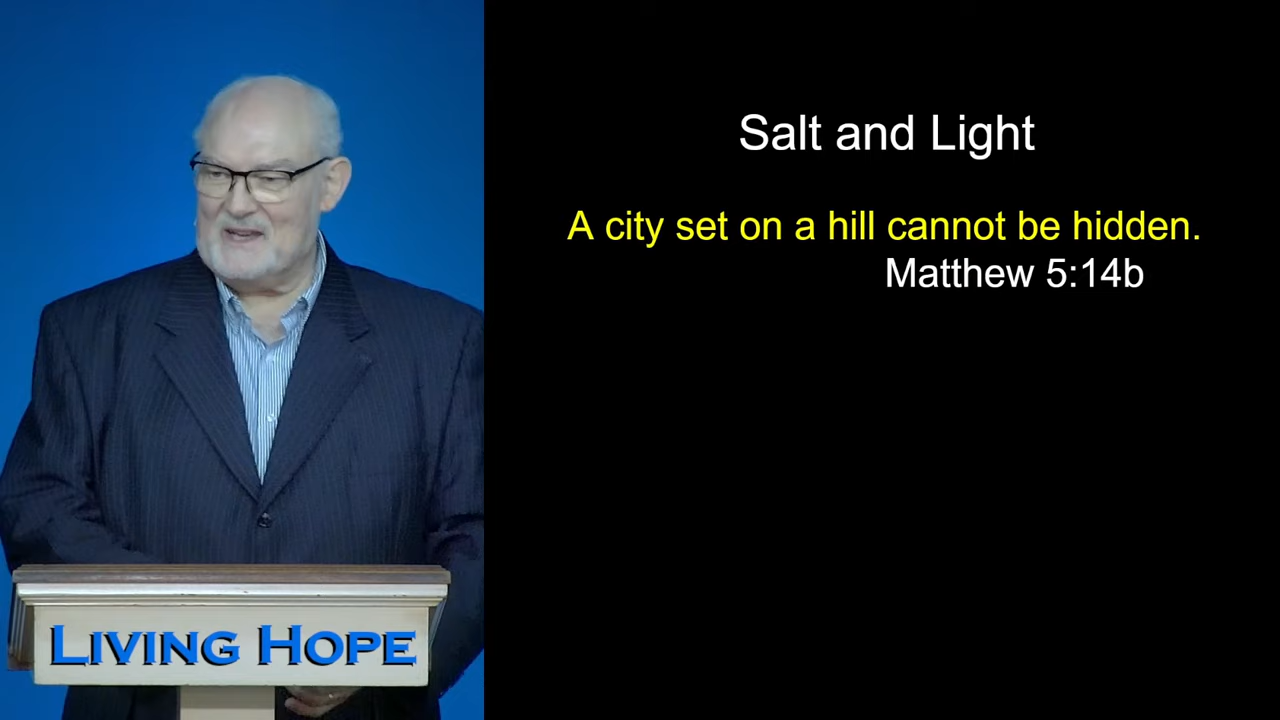 Salt and Light
A city set on a hill cannot be hidden.
Matthew 5:14b
LIVING HOPE